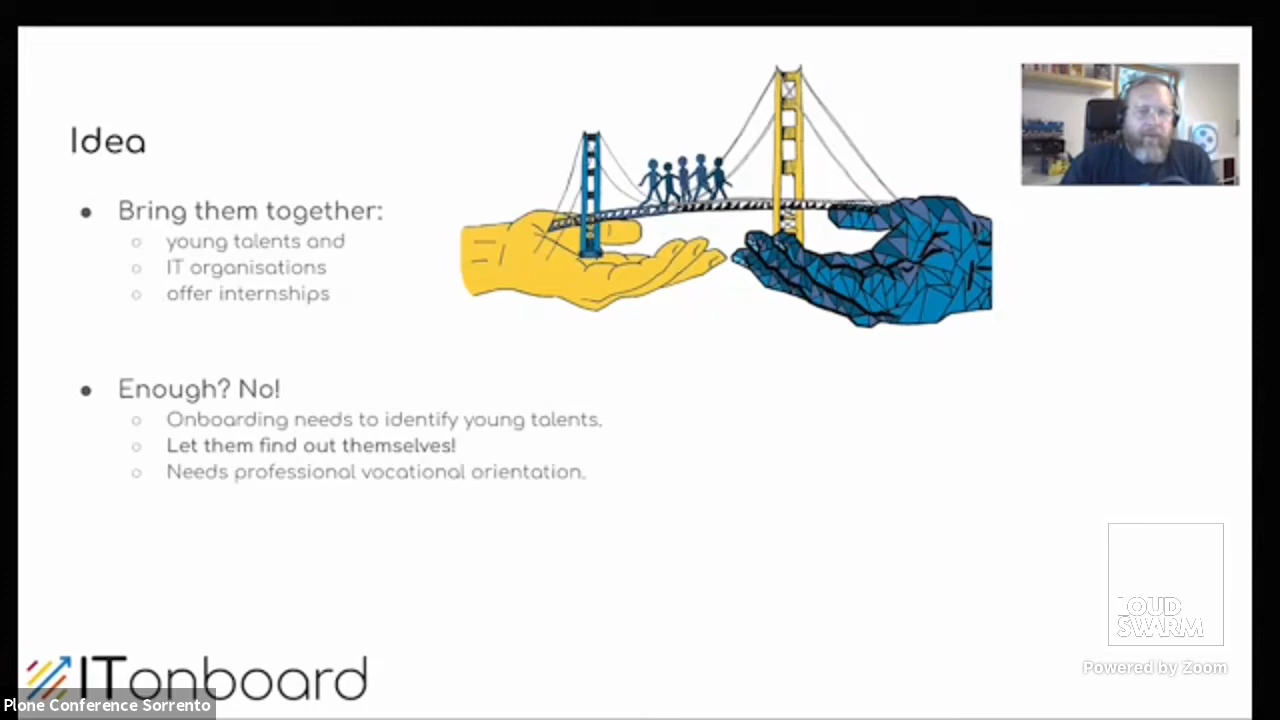 Idea
Bring them together:
young talents and
IT organisations
offer internships
Enough? No!
Onboarding needs to identify young talents.
Let them find out themselves!
Needs professional vocational orientation.
LOUD
SWARM
Powered by Zoom
ITonboard
Plone Conference Sorrento